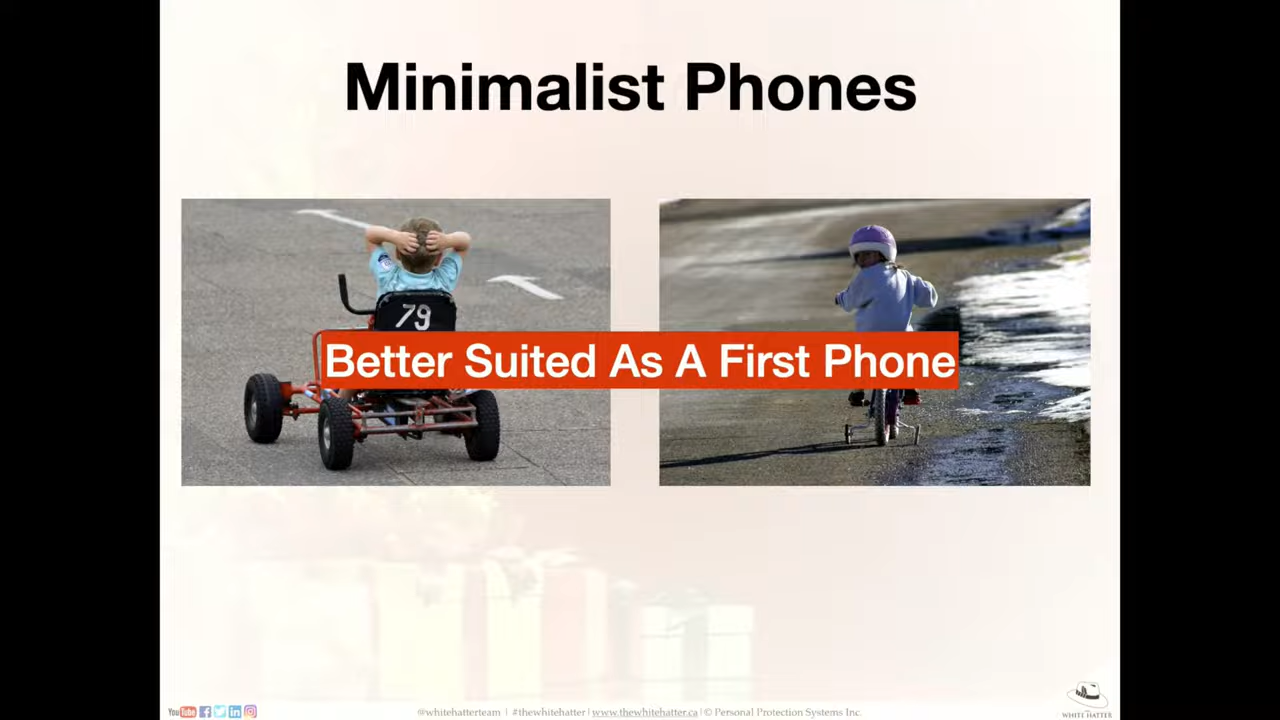 Minimalist Phones
79
Better Suited As A First Phone
YouTube
@whitehatterteam | #thewhitehatter | www.thewhitehatter.ca | © Personal Protection Systems Inc.
WHITE HATTER